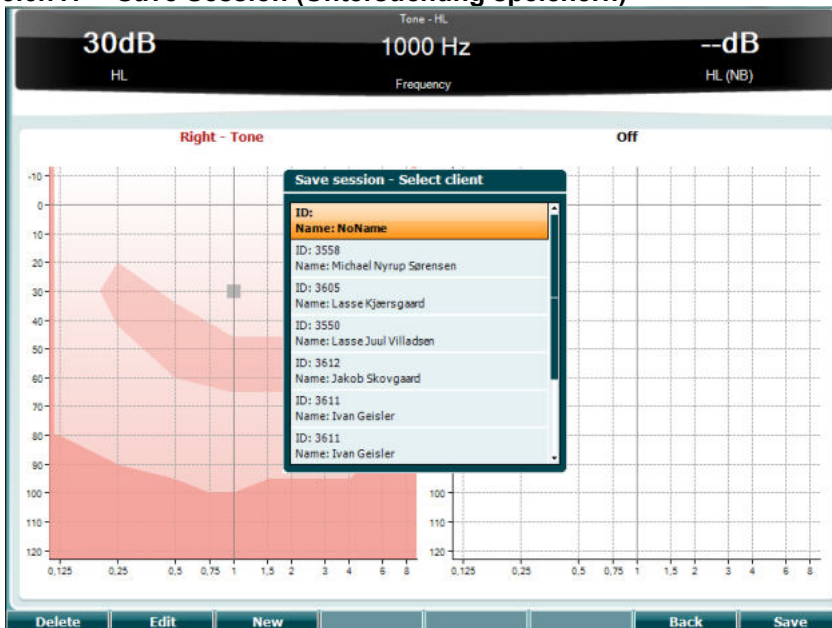 Save Session (Untersuchung speichern)
Tone - HL
30dB
1000 Hz
--dB
HL
Frequency
HL (NB)
Right - Tone
Off
Save session - Select client
ID:
Name: NoName
ID: 3558
Name: Michael Nyrup Sørensen
ID: 3605
Name: Lasse Kjærsgaard
ID: 3550
Name: Lasse Juul Villadsen
ID: 3612
Name: Jakob Skovgaard
ID: 3611
Name: Ivan Geisler
ID: 3611
Name: Ivan Geisler
-10
0
10
20
30
40
50
60
70
80
90
100
110
120
100
110
120
0,125 0,25 0,5 0,75 1 1,5 2 3 4 6 8
0,125 0,25 0,5 0,75 1 1,5 2 3 4 6 8
Delete Edit New Back Save